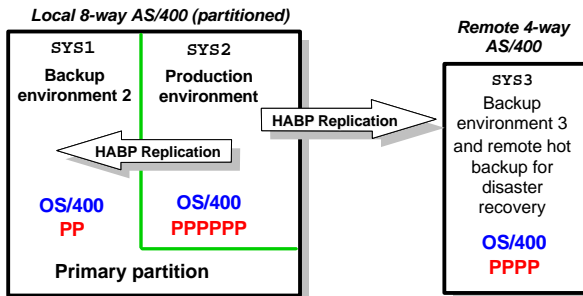 Local 8-way AS/400 (partitioned)
SYS1
Backup
environment 2
SYS2
Production
environment
HABP Replication
OS/400
PP
OS/400
PPPPPP
Primary partition
HABP Replication
Remote 4-way
AS/400
SYS3
Backup
environment 3
and remote hot
backup for
disaster
recovery
OS/400
PPPP